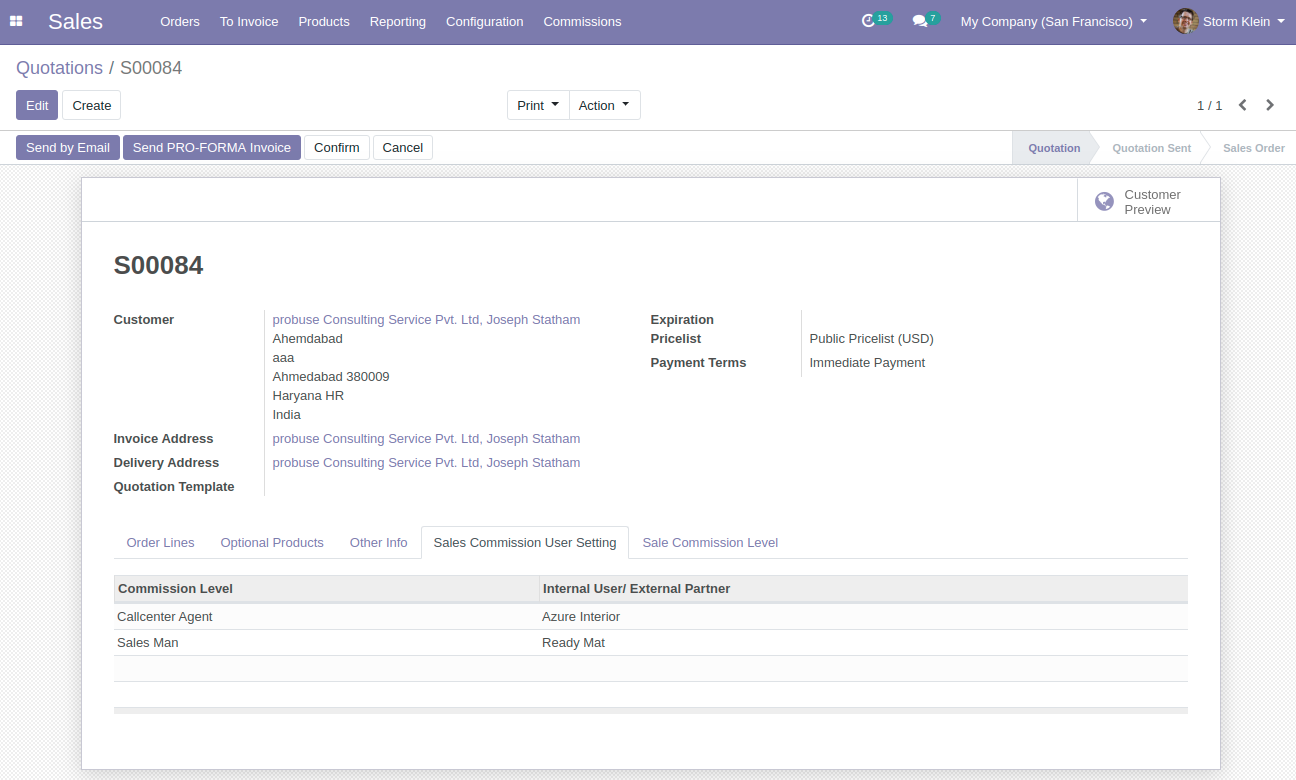 Sales Orders To Invoice Products Reporting Configuration Commissions 13 7 My Company (San Francisco) Storm Klein
Quotations / S00084
Edit Create Print Action 1 / 1
Send by Email Send PRO-FORMA Invoice Confirm Cancel Quotation Quotation Sent Sales Order
Customer
Preview
S00084
Customer probuse Consulting Service Pvt. Ltd, Joseph Statham Expiration
Ahemdabad Pricelist Public Pricelist (USD)
aaa
Payment Terms Immediate Payment
Ahmedabad 380009
Haryana HR
India
Invoice Address probuse Consulting Service Pvt. Ltd, Joseph Statham
Delivery Address probuse Consulting Service Pvt. Ltd, Joseph Statham
Quotation Template
Order Lines Optional Products Other Info Sales Commission User Setting Sale Commission Level
Commission Level Internal User/ External Partner
Callcenter Agent Azure Interior
Sales Man Ready Mat